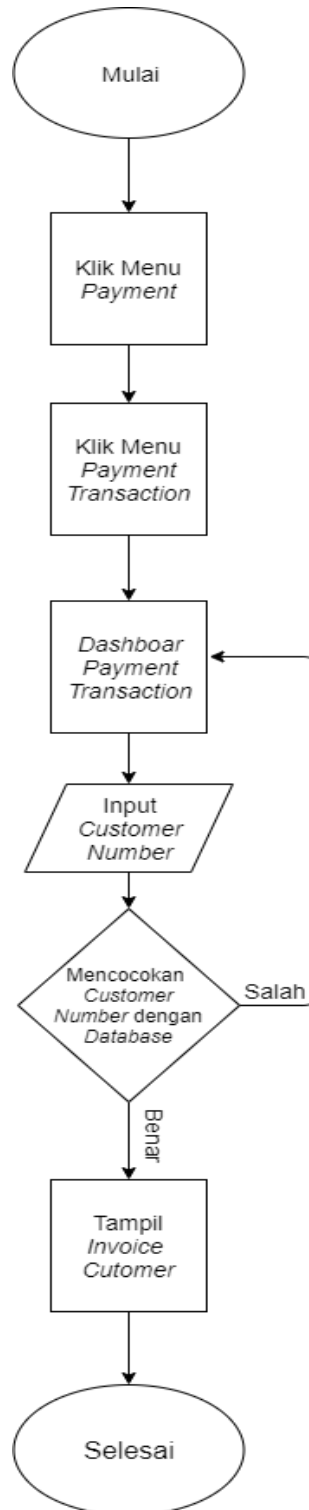 Mulai
Klik Menu
Payment
Klik Menu
Payment
Transaction
Dashboar
Payment
Transaction
Input
Customer
Number
Mencocokan
Customer
Number dengan
Database
Salah
Benar
Tampil
Invoice
Cutomer
Selesai